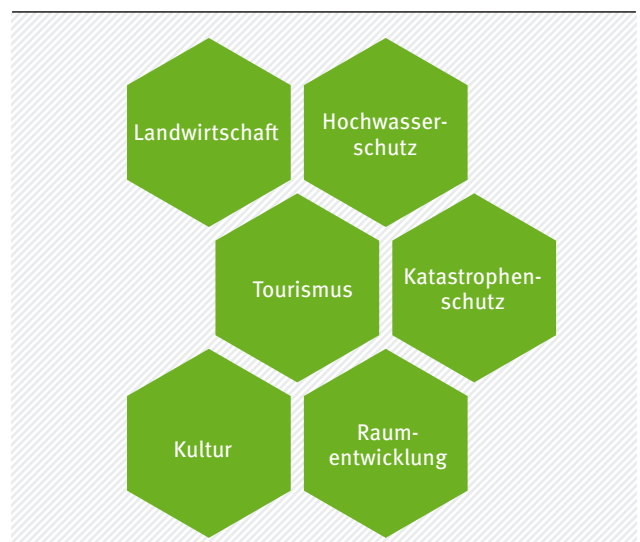 Landwirtschaft
Hochwasser-
schutz
Tourismus
Katastrophen-
schutz
Kultur
Raum-
entwicklung